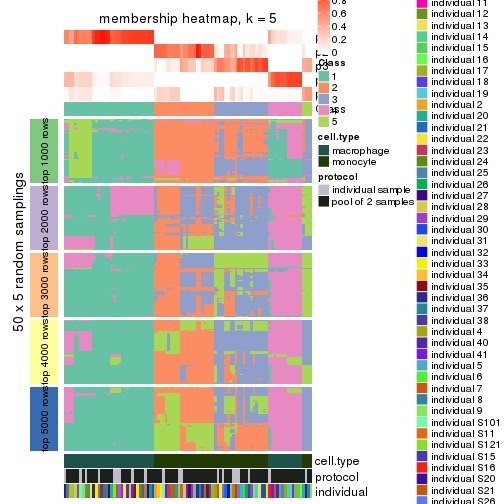 membership heatmap, k = 5
0.8
0.6
0.4
0.2
0
Class
1
2
3
4
5
cell.type
macrophage
monocyte
protocol
individual sample
pool of 2 samples
50 x 5 random samplings
top 1000 rows
top 2000 rows
top 3000 rows
top 4000 rows
top 5000 rows
cell.type
protocol
individual
individual 11
individual 12
individual 13
individual 14
individual 15
individual 16
individual 17
individual 18
individual 19
individual 2
individual 20
individual 21
individual 22
individual 23
individual 24
individual 25
individual 26
individual 27
individual 28
individual 29
individual 30
individual 31
individual 32
individual 33
individual 34
individual 35
individual 36
individual 37
individual 38
individual 4
individual 40
individual 41
individual 5
individual 6
individual 7
individual 8
individual 9
individual S101
individual S11
individual S121
individual S15
individual S16
individual S20
individual S21